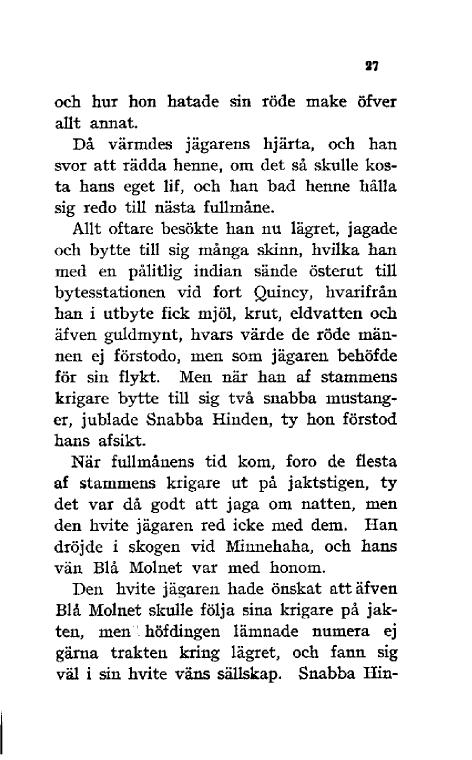 27
och hur hon hatade sin röde make öfver
allt annat.
Då värmdes jägarens hjärta, och han
svor att rädda henne, om det så skulle kos-
ta hans eget lif, och han bad henne hålla
sig redo till nästa fullmåne.
Allt oftare besökte han nu lägret, jagade
och bytte till sig många skinn, hvilka han
med en pålitlig indian sände österut till
bytesstationen vid fort Quincy, hvarifrån
han i utbyte fick mjöl, krut, eldvatten och
äfven guldmynt, hvars värde de röde män-
nen ej förstodo, men som jägaren behöfde
för sin flykt. Men när han af stammens
krigare bytte till sig två snabba mustang-
er, jublade Snabba Hinden, ty hon förstod
hans afsikt.
När fullmånens tid kom, foro de flesta
af stammens krigare ut på jaktstigen, ty
det var då godt att jaga om natten, men
den hvite jägaren red icke med dem. Han
dröjde i skogen vid Minnehaha, och hans
vän Blå Molnet var med honom.
Den hvite jägaren hade önskat att äfven
Blå Molnet skulle följa sina krigare på jak-
ten, men höfdingen lämnade numera ej
gärna trakten kring lägret, och fann sig
väl i sin hvite väns sällskap. Snabba Hin-